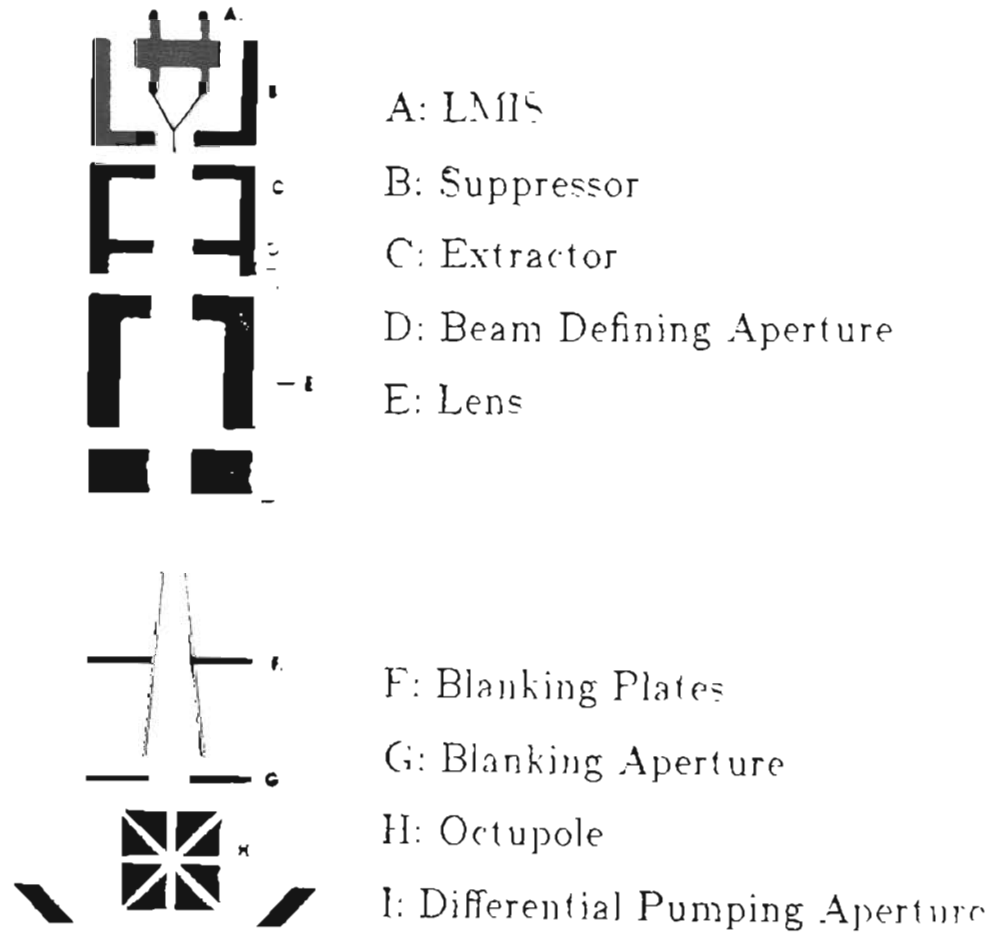 A.
A: LMIS
B: Suppressor
C
C: Extractor
D: Beam Defining Aperture
E
E: Lens
F.
F: Blanking Plates
G
G: Blanking Aperture
H
H: Octupole
I: Differential Pumping Aperture